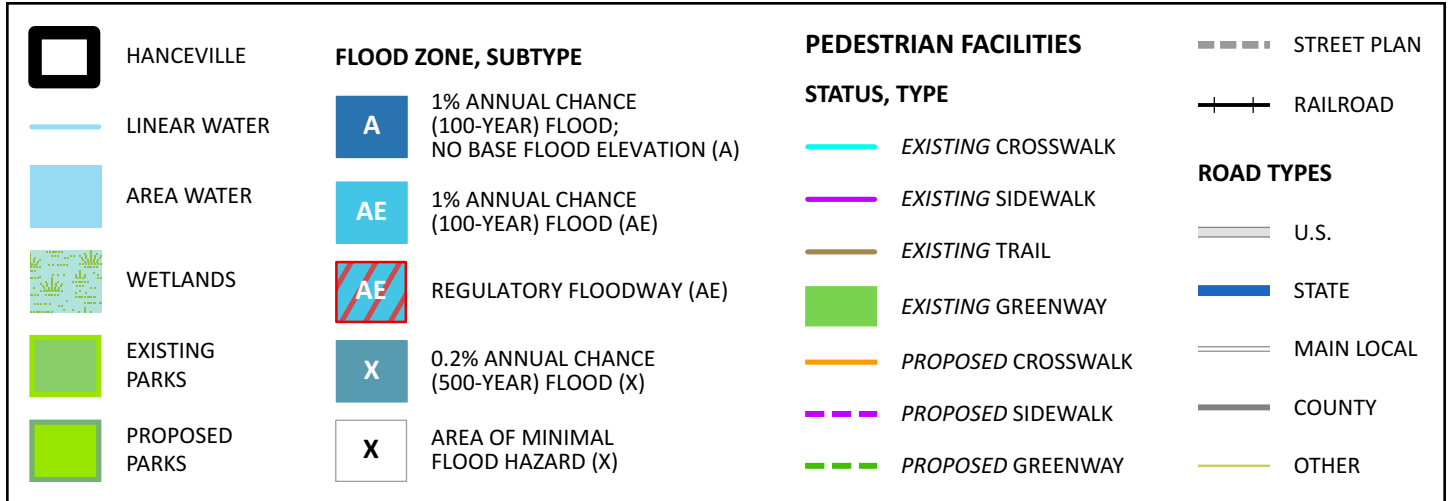 HANCEVILLE
LINEAR WATER
AREA WATER
WETLANDS
EXISTING
PARKS
PROPOSED
PARKS
FLOOD ZONE, SUBTYPE
A
1% ANNUAL CHANCE
(100-YEAR) FLOOD;
NO BASE FLOOD ELEVATION (A)
AE
1% ANNUAL CHANCE
(100-YEAR) FLOOD (AE)
AE
REGULATORY FLOODWAY (AE)
X
0.2% ANNUAL CHANCE
(500-YEAR) FLOOD (X)
X
AREA OF MINIMAL
FLOOD HAZARD (X)
PEDESTRIAN FACILITIES
STATUS, TYPE
EXISTING CROSSWALK
EXISTING SIDEWALK
EXISTING TRAIL
EXISTING GREENWAY
PROPOSED CROSSWALK
PROPOSED SIDEWALK
PROPOSED GREENWAY
STREET PLAN
RAILROAD
ROAD TYPES
U.S.
STATE
MAIN LOCAL
COUNTY
OTHER